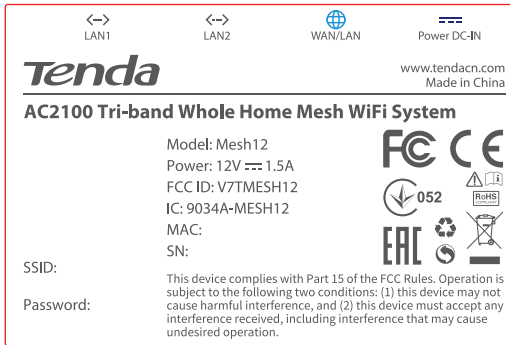 LAN1 LAN2 WAN/LAN Power DC-IN
Tenda
www.tendacn.com
Made in China
AC2100 Tri-band Whole Home Mesh WiFi System
Model: Mesh12
Power: 12V ⎓ 1.5A
FCC ID: V7TMESH12
IC: 9034A-MESH12
MAC:
SN:
FC CE
052
RoHS
COMPLIANT
EAC
SSID:
Password:
This device complies with Part 15 of the FCC Rules. Operation is
subject to the following two conditions: (1) this device may not
cause harmful interference, and (2) this device must accept any
interference received, including interference that may cause
undesired operation.